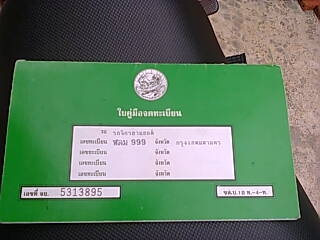 ใบคู่มือจดทะเบียน
รถ รถจักรยานยนต์
เลขทะเบียน ฬลม 999 จังหวัด กรุงเทพมหานคร
เลขทะเบียน จังหวัด
เลขทะเบียน จังหวัด
เลขทะเบียน จังหวัด
เลขที่ จย. 5313895